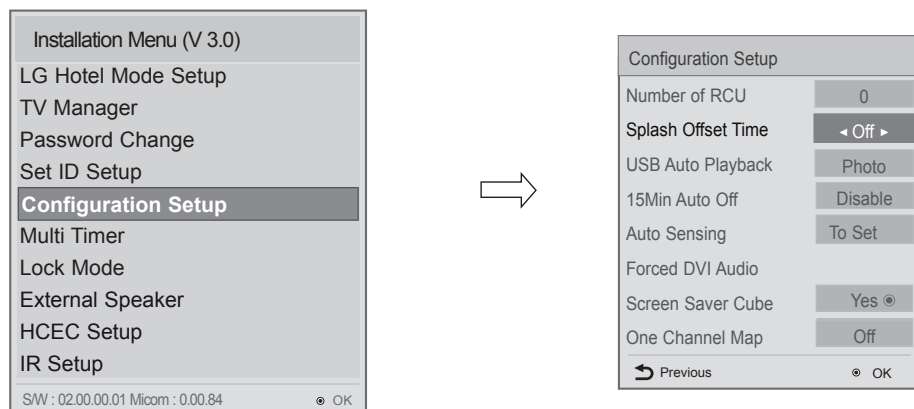 Installation Menu (V 3.0)
LG Hotel Mode Setup
TV Manager
Password Change
Set ID Setup
Configuration Setup
Multi Timer
Lock Mode
External Speaker
HCEC Setup
IR Setup
S/W : 02.00.00.01 Micom : 0.00.84 ◉ OK
Configuration Setup
Number of RCU 0
Splash Offset Time ◄ Off ►
USB Auto Playback Photo
15Min Auto Off Disable
Auto Sensing To Set
Forced DVI Audio
Screen Saver Cube Yes ◉
One Channel Map Off
Previous ◉ OK